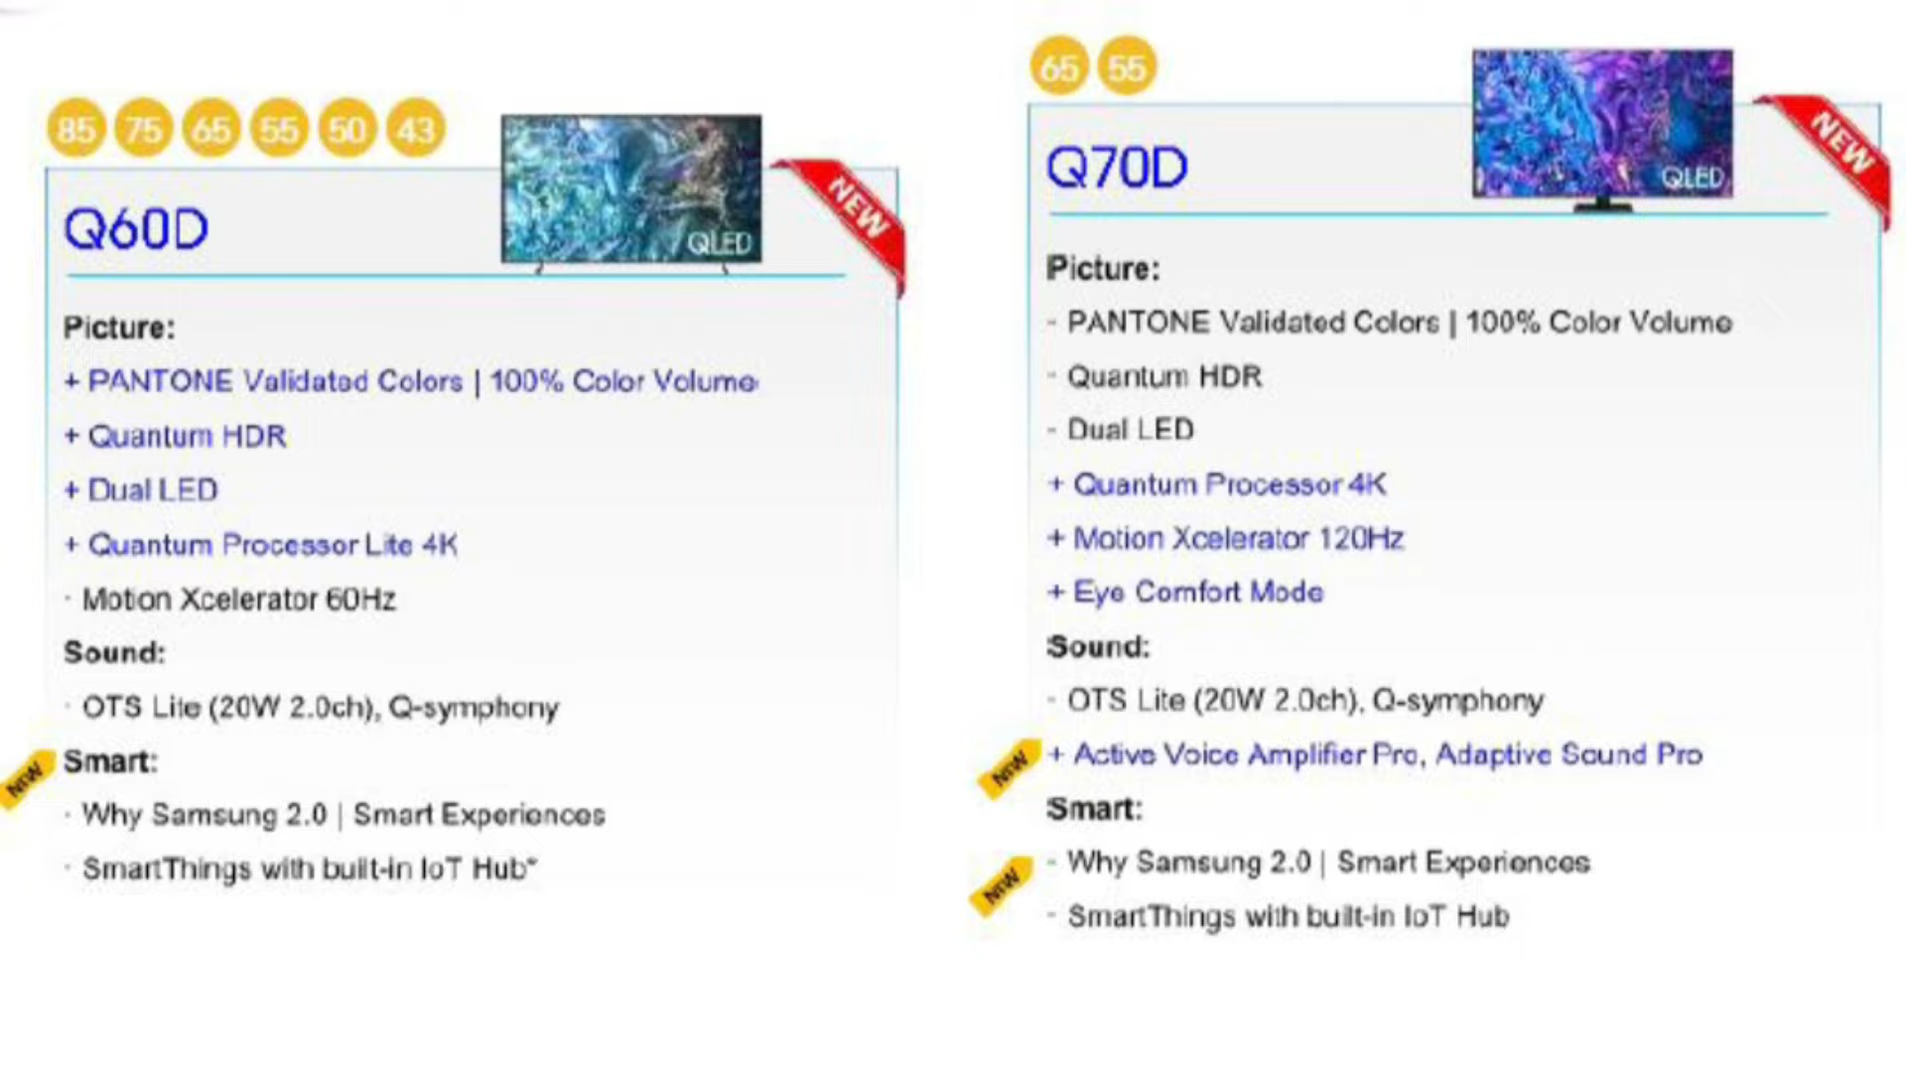 85 75 65 55 50 43
QLED
NEW
Q60D
Picture:
+ PANTONE Validated Colors | 100% Color Volume
+ Quantum HDR
+ Dual LED
+ Quantum Processor Lite 4K
· Motion Xcelerator 60Hz
Sound:
· OTS Lite (20W 2.0ch), Q-symphony
NEW
Smart:
· Why Samsung 2.0 | Smart Experiences
· SmartThings with built-in IoT Hub*
65 55
QLED
NEW
Q70D
Picture:
- PANTONE Validated Colors | 100% Color Volume
- Quantum HDR
- Dual LED
+ Quantum Processor 4K
+ Motion Xcelerator 120Hz
+ Eye Comfort Mode
Sound:
- OTS Lite (20W 2.0ch), Q-symphony
NEW
+ Active Voice Amplifier Pro, Adaptive Sound Pro
Smart:
NEW
- Why Samsung 2.0 | Smart Experiences
- SmartThings with built-in IoT Hub